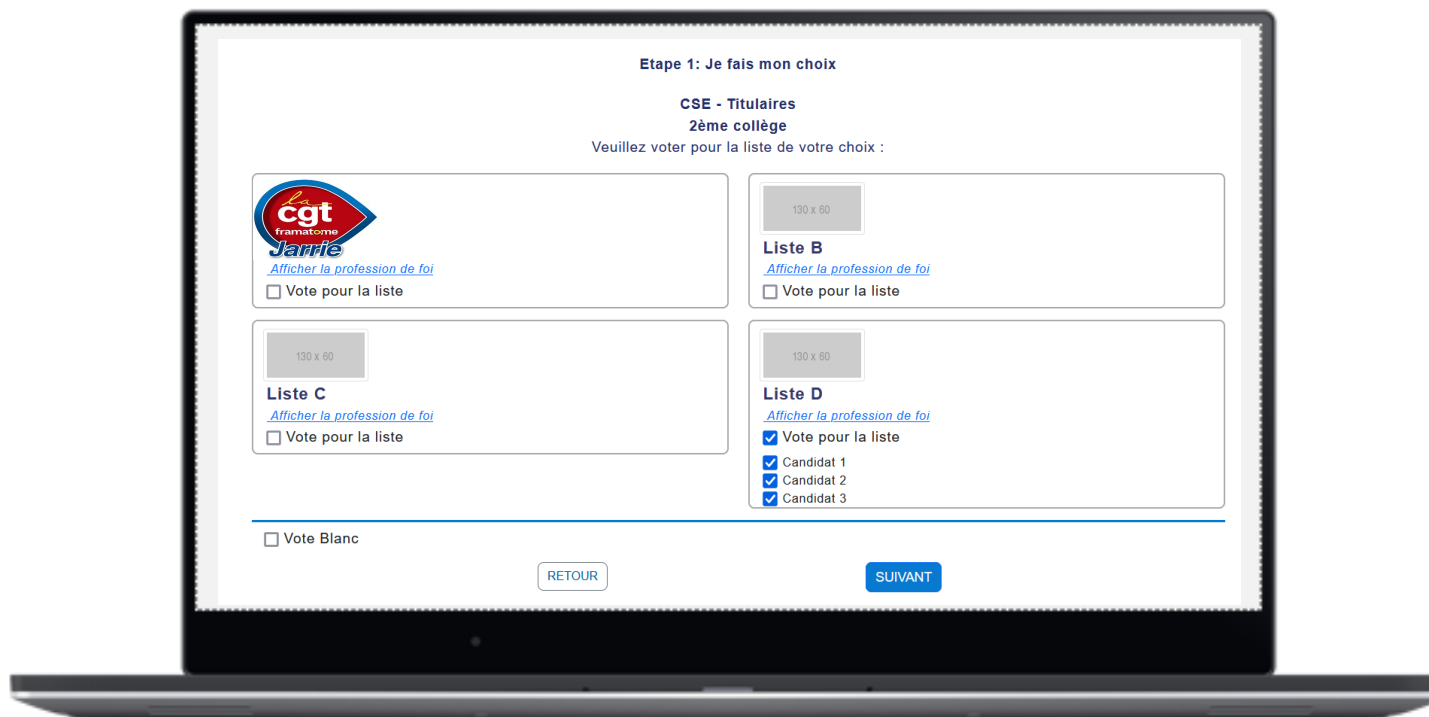 Etape 1: Je fais mon choix
CSE - Titulaires
2ème collège
Veuillez voter pour la liste de votre choix :
la
cgt
framatome
Jarrie
Afficher la profession de foi
Vote pour la liste
130 x 60
Liste B
Afficher la profession de foi
Vote pour la liste
130 x 60
Liste C
Afficher la profession de foi
Vote pour la liste
130 x 60
Liste D
Afficher la profession de foi
Vote pour la liste
Candidat 1
Candidat 2
Candidat 3
Vote Blanc
RETOUR
SUIVANT